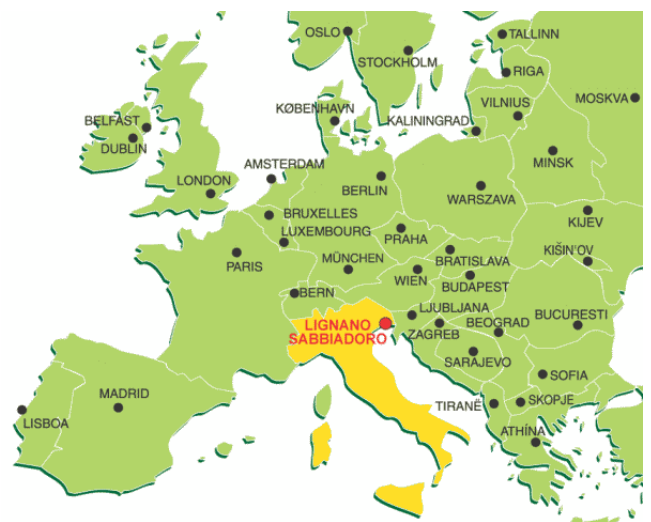 OSLO
TALLINN
STOCKHOLM
RIGA
MOSKVA
VILNIUS
KØBENHAVN
KALININGRAD
BELFAST
DUBLIN
MINSK
AMSTERDAM
LONDON
BERLIN
WARSZAVA
BRUXELLES
KIJEV
LUXEMBOURG
PRAHA
KIŠIN'OV
PARIS
MÜNCHEN
BRATISLAVA
WIEN
BUDAPEST
BERN
LJUBLJANA
LIGNANO
SABBIADORO
ZAGREB
BEOGRAD
BUCURESTI
SARAJEVO
SOFIA
MADRID
LISBOA
TIRANË
SKOPJE
ATHÍNA